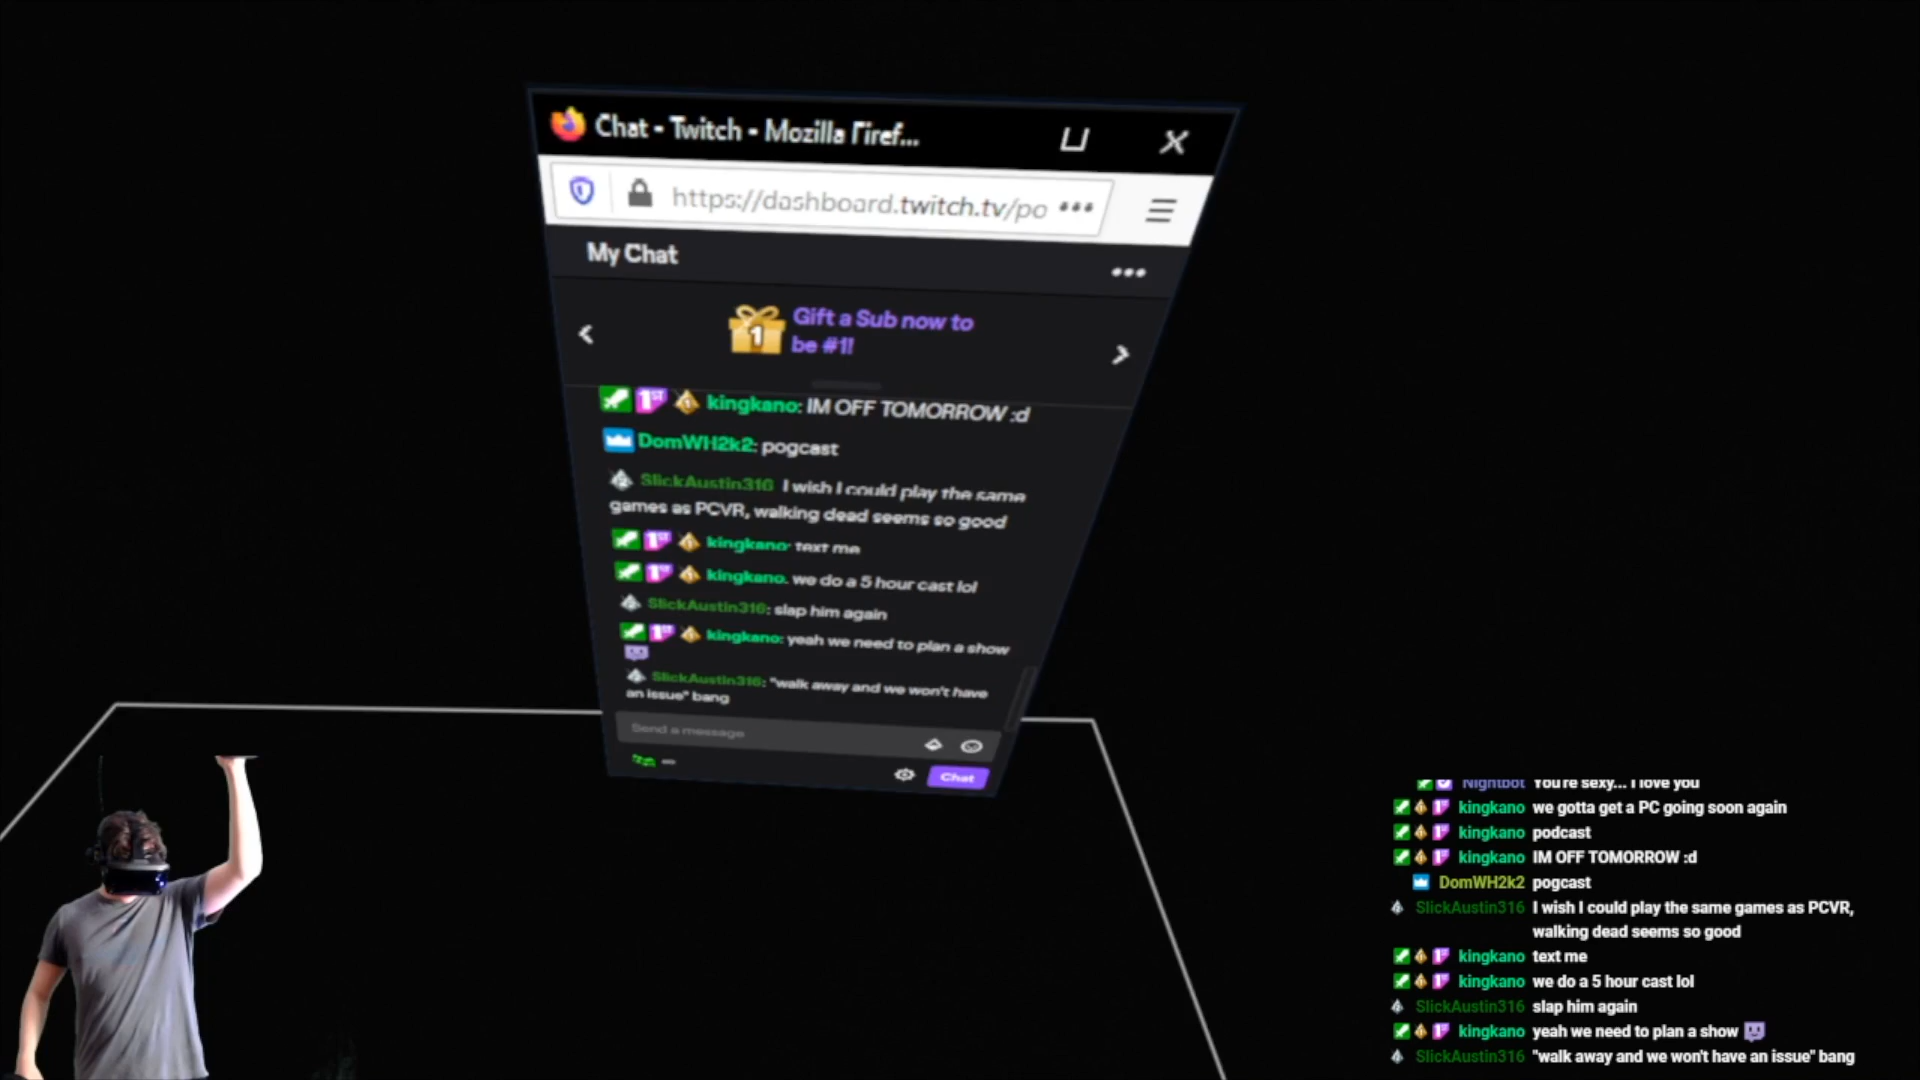 Chat - Twitch - Mozilla Firef...
https://dashboard.twitch.tv/po
My Chat
1
Gift a Sub now to
be #1!
kingkano: IM OFF TOMORROW :d
DomWH2k2: pogcast
SlickAustin316 I wish I could play the same
games as PCVR, walking dead seems so good
kingkano: text me
kingkano. we do a 5 hour cast lol
SlickAustin316: slap him again
kingkano: yeah we need to plan a show
SlickAustin316: "walk away and we won't have
an issue" bang
Send a message
Chat
Nightbot You're sexy... I love you
kingkano we gotta get a PC going soon again
kingkano podcast
kingkano IM OFF TOMORROW :d
DomWH2k2 pogcast
SlickAustin316 I wish I could play the same games as PCVR,
walking dead seems so good
kingkano text me
kingkano we do a 5 hour cast lol
SlickAustin316 slap him again
kingkano yeah we need to plan a show
SlickAustin316 "walk away and we won't have an issue" bang